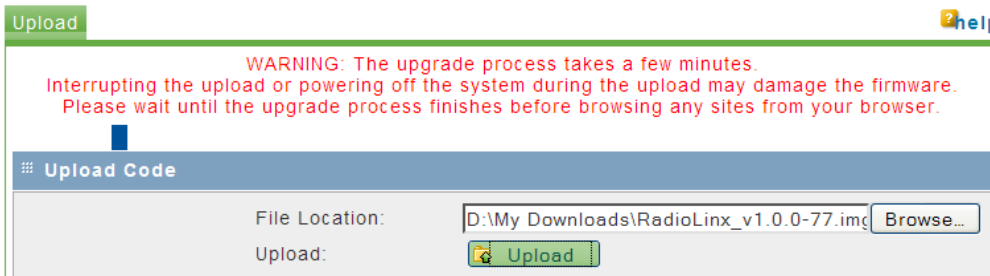 Upload
help
WARNING: The upgrade process takes a few minutes.
Interrupting the upload or powering off the system during the upload may damage the firmware.
Please wait until the upgrade process finishes before browsing any sites from your browser.
Upload Code
File Location: D:\My Downloads\RadioLinx_v1.0.0-77.img Browse...
Upload: Upload